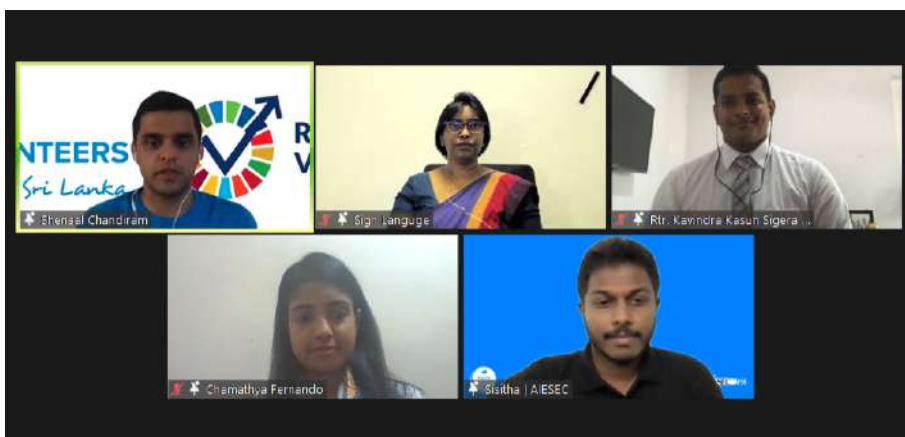 NTEERS
Sri Lanka
R
V
Shenaal Chandiram
Sign Languge
Rtr. Kavindra Kasun Sigera ...
Chamathya Fernando
Sisitha | AIESEC